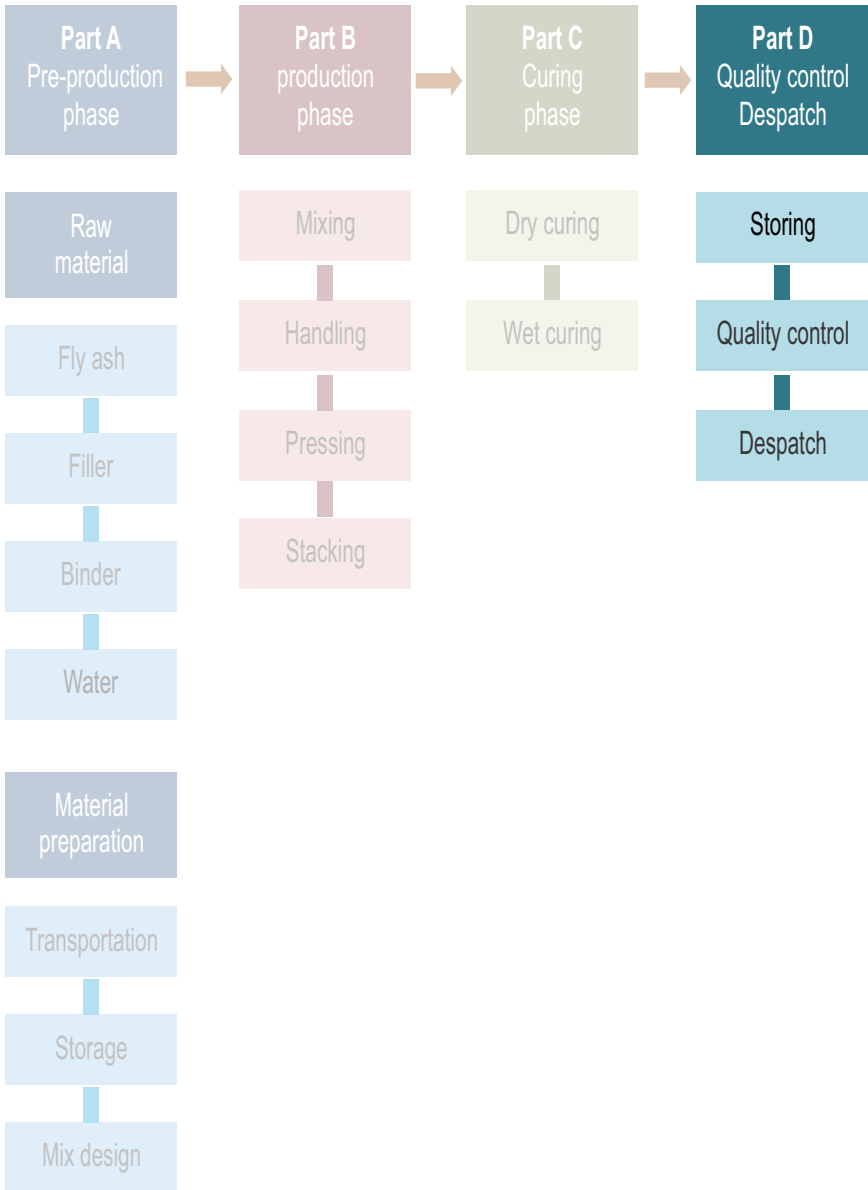 Part A
Pre-production
phase
Part B
production
phase
Part C
Curing
phase
Part D
Quality control
Despatch
Raw
material
Fly ash
Filler
Binder
Water
Material
preparation
Transportation
Storage
Mix design
Mixing
Handling
Pressing
Stacking
Dry curing
Wet curing
Storing
Quality control
Despatch